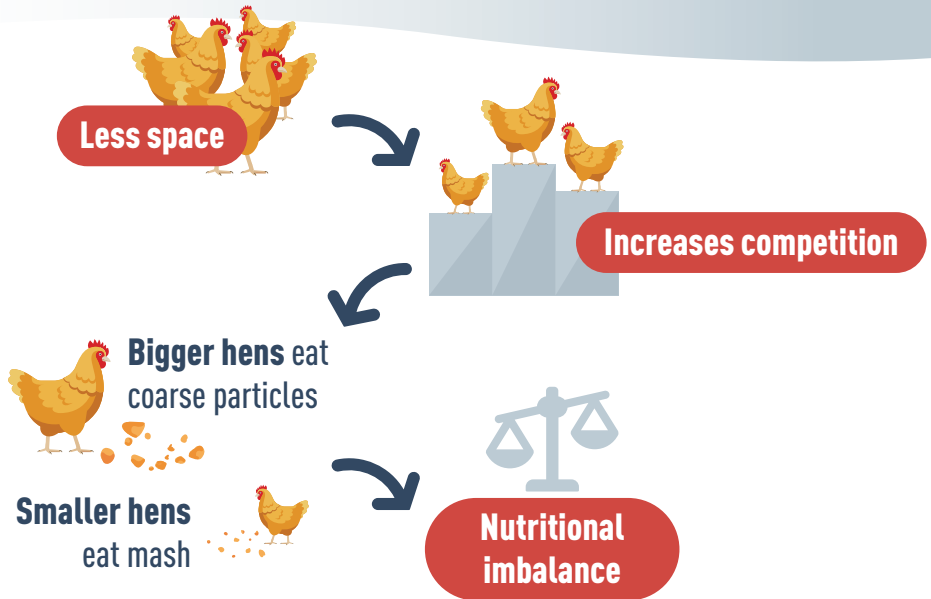 Less space
Increases competition
Bigger hens eat
coarse particles
Smaller hens
eat mash
Nutritional
imbalance